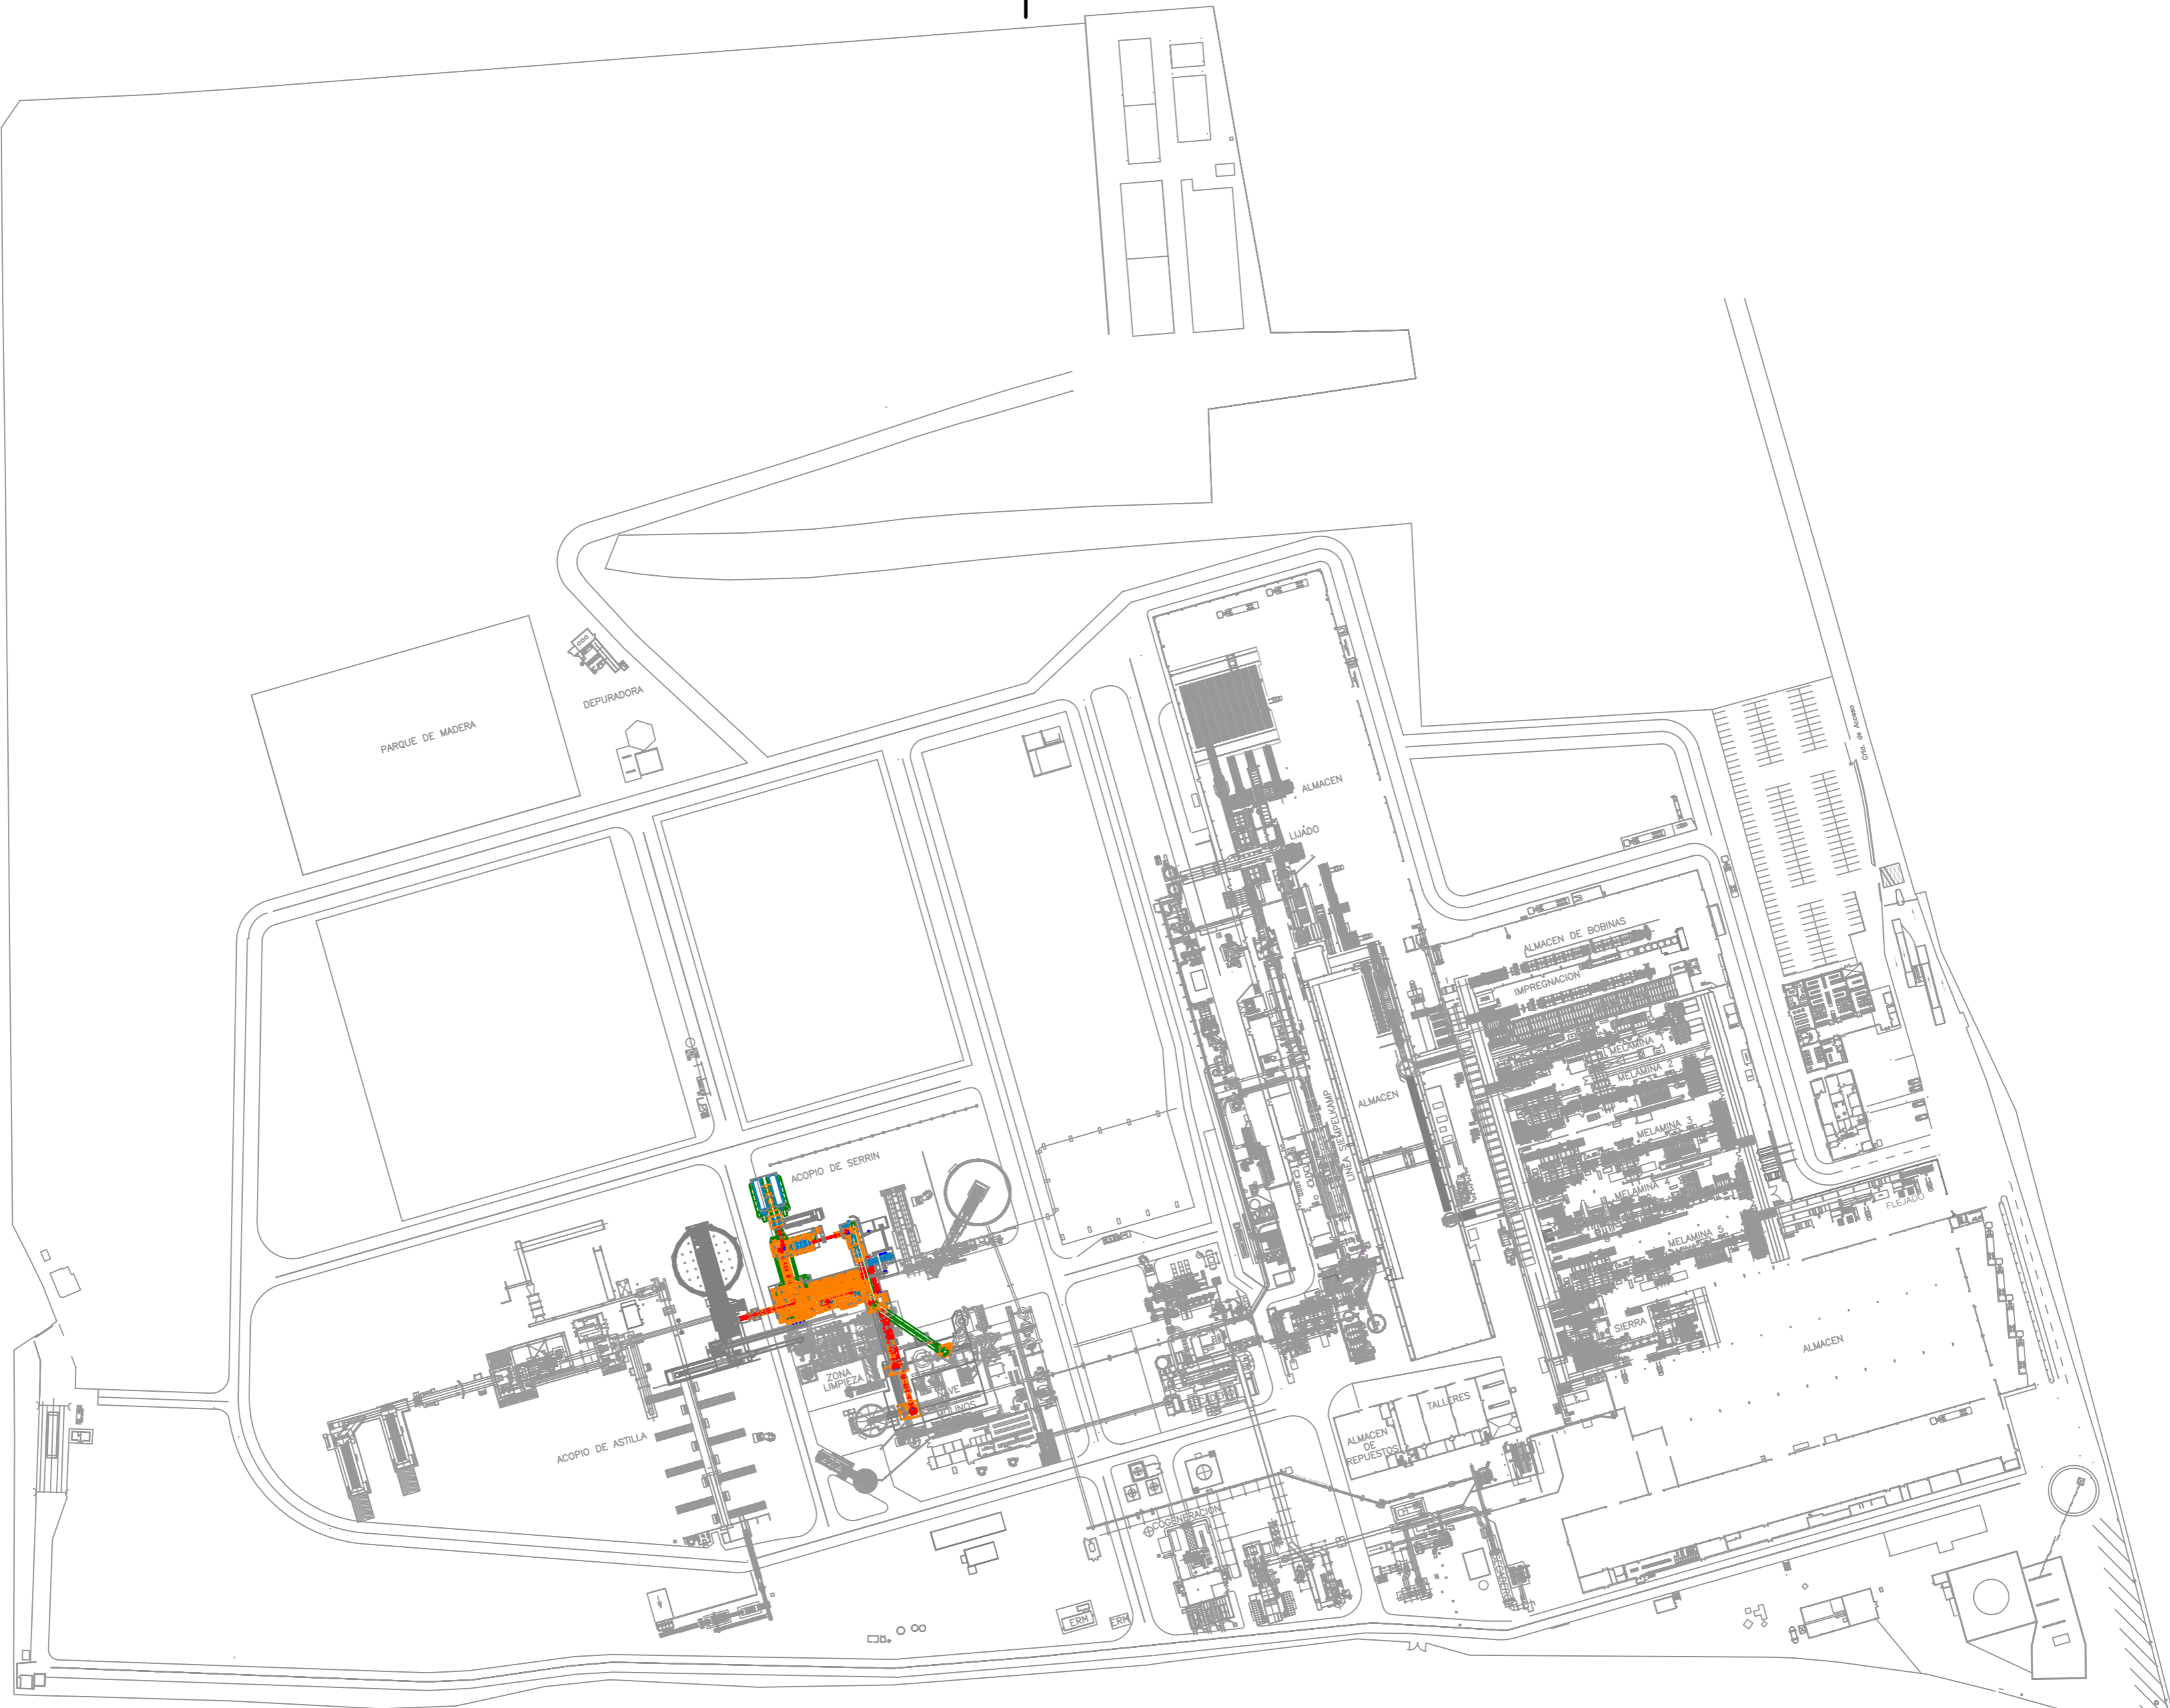 DEPURADORA
PARQUE DE MADERA
Crta. de Acceso
ALMACEN
LIJADO
ALMACEN DE BOBINAS
IMPREGNACION
MELAMINA 1
MELAMINA 2
ALMACEN
LINEA SIEMPELKAMP
MELAMINA 3
ACOPIO DE SERRIN
MELAMINA 4
FLEJADO
MELAMINA 5
SIERRA
ALMACEN
ZONA
LIMPIEZA
TALLERES
ALMACEN
DE
REPUESTOS
ACOPIO DE ASTILLA
COGENERACION
ERM
ERM